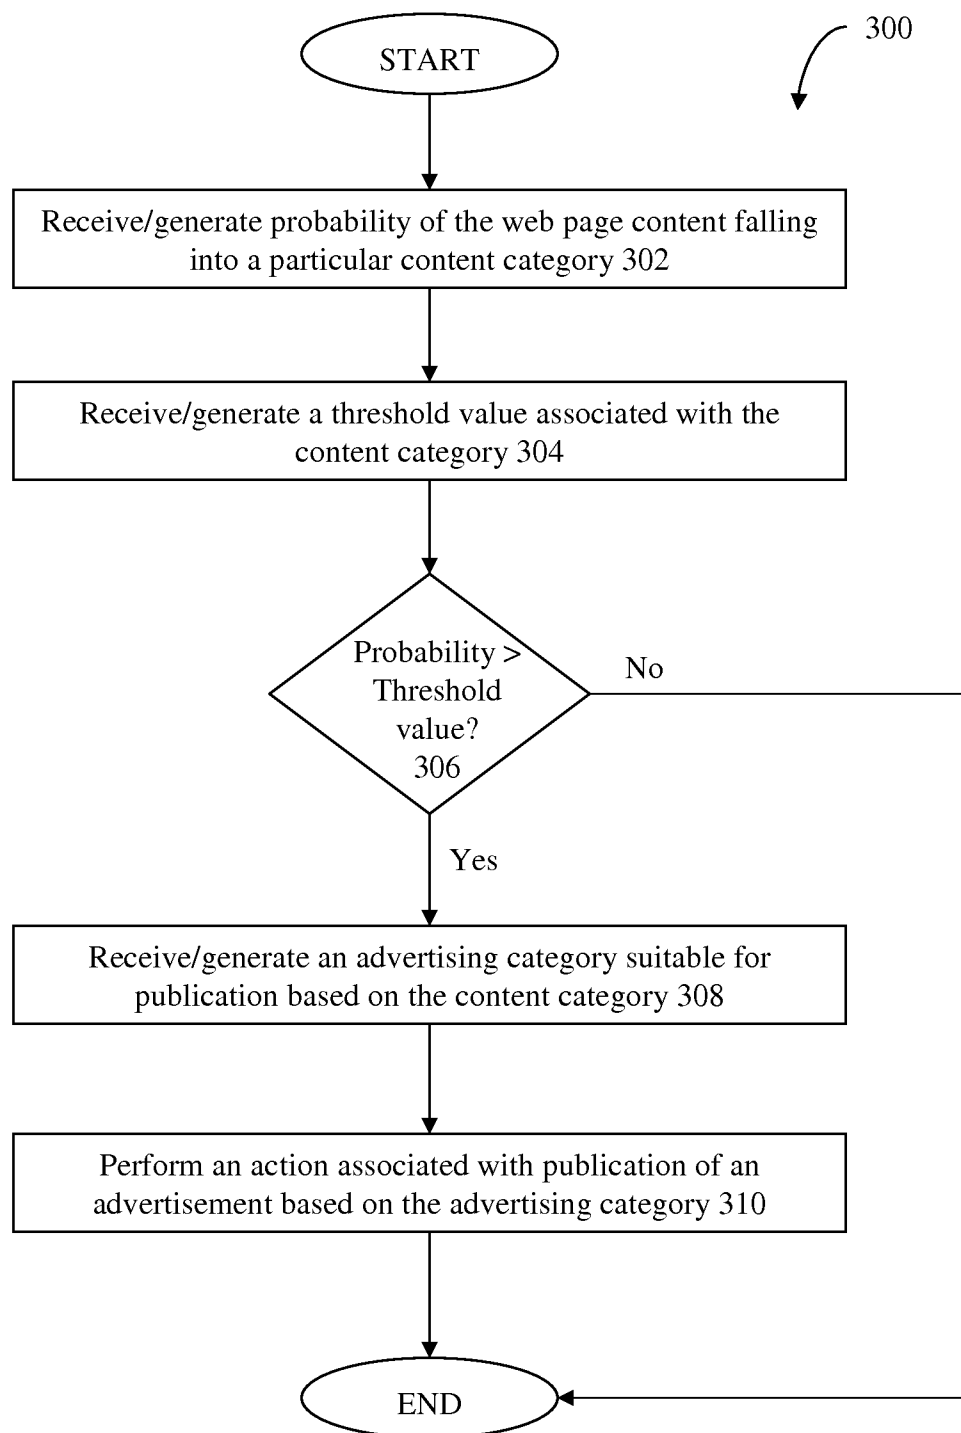 300
START
Receive/generate probability of the web page content falling
into a particular content category 302
Receive/generate a threshold value associated with the
content category 304
Probability >
Threshold
value?
306
No
Yes
Receive/generate an advertising category suitable for
publication based on the content category 308
Perform an action associated with publication of an
advertisement based on the advertising category 310
END